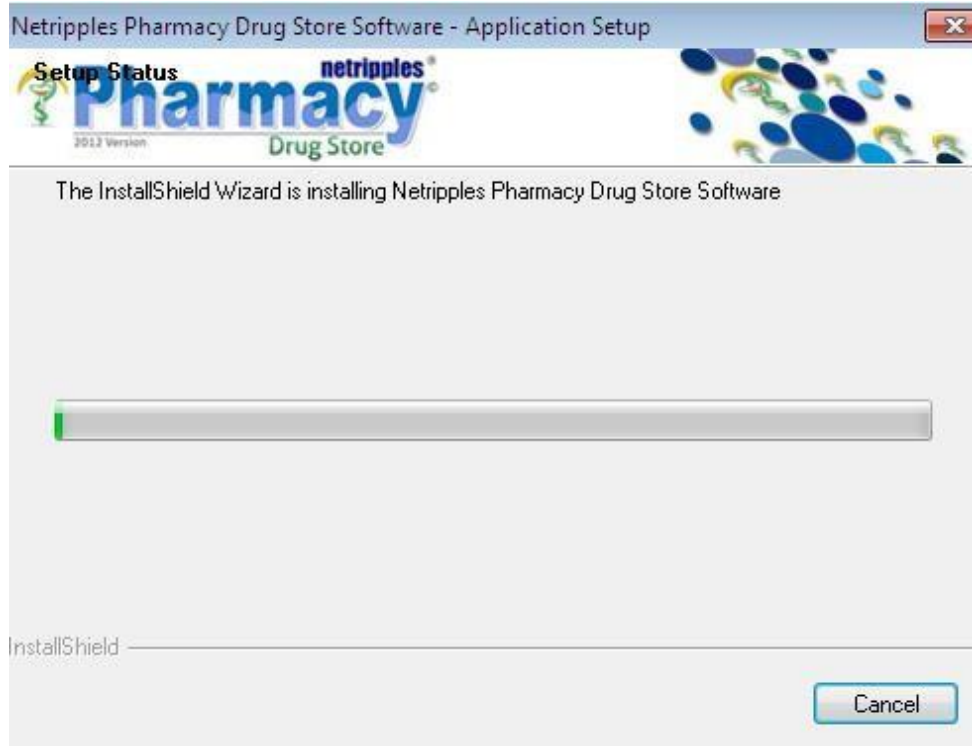 Netripples Pharmacy Drug Store Software - Application Setup
Setup Status
netripples®
Pharmacy
2012 Version
Drug Store
The InstallShield Wizard is installing Netripples Pharmacy Drug Store Software
InstallShield
Cancel